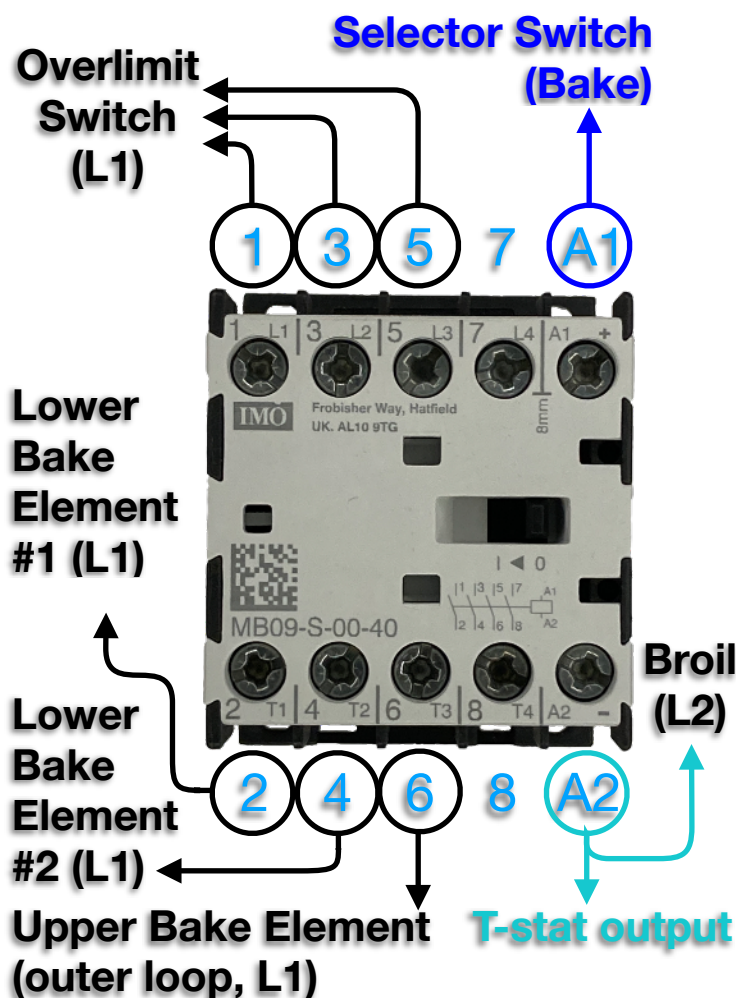 Selector Switch
(Bake)
Overlimit
Switch
(L1)
1 3 5 7 A1
1 L1 3 L2 5 L3 7 L4 A1 +
IMO
Frobisher Way, Hatfield
UK. AL10 9TG
8mm
Lower
Bake
Element
#1 (L1)
I ◄ 0
1 3 5 7 A1
2 4 6 8 A2
MB09-S-00-40
2 T1 4 T2 6 T3 8 T4 A2 -
Broil
(L2)
Lower
Bake
Element
#2 (L1)
2 4 6 8 A2
Upper Bake Element
(outer loop, L1)
T-stat output